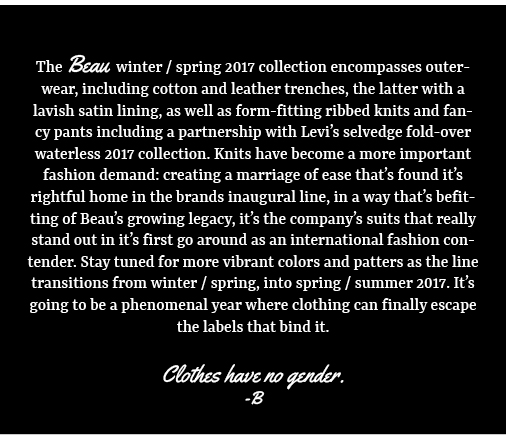 The Beau winter / spring 2017 collection encompasses outer-
wear, including cotton and leather trenches, the latter with a
lavish satin lining, as well as form-fitting ribbed knits and fan-
cy pants including a partnership with Levi's selvedge fold-over
waterless 2017 collection. Knits have become a more important
fashion demand: creating a marriage of ease that's found it's
rightful home in the brands inaugural line, in a way that's befit-
ting of Beau's growing legacy, it's the company's suits that really
stand out in it's first go around as an international fashion con-
tender. Stay tuned for more vibrant colors and patters as the line
transitions from winter / spring, into spring / summer 2017. It's
going to be a phenomenal year where clothing can finally escape
the labels that bind it.
Clothes have no gender.
-B